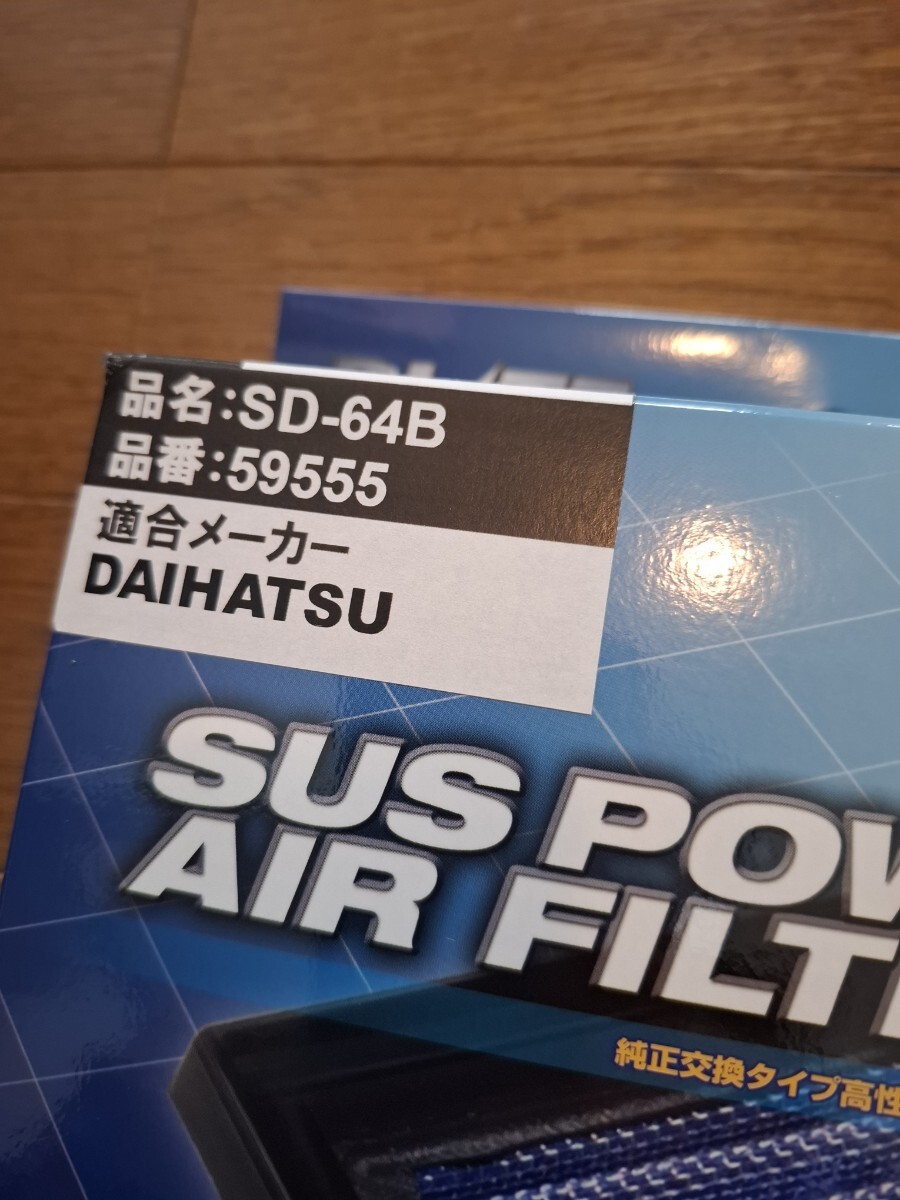 品名:SD-64B
品番:59555
適合メーカー
DAIHATSU
SUS POW
AIR FILT
純正交換タイプ高性